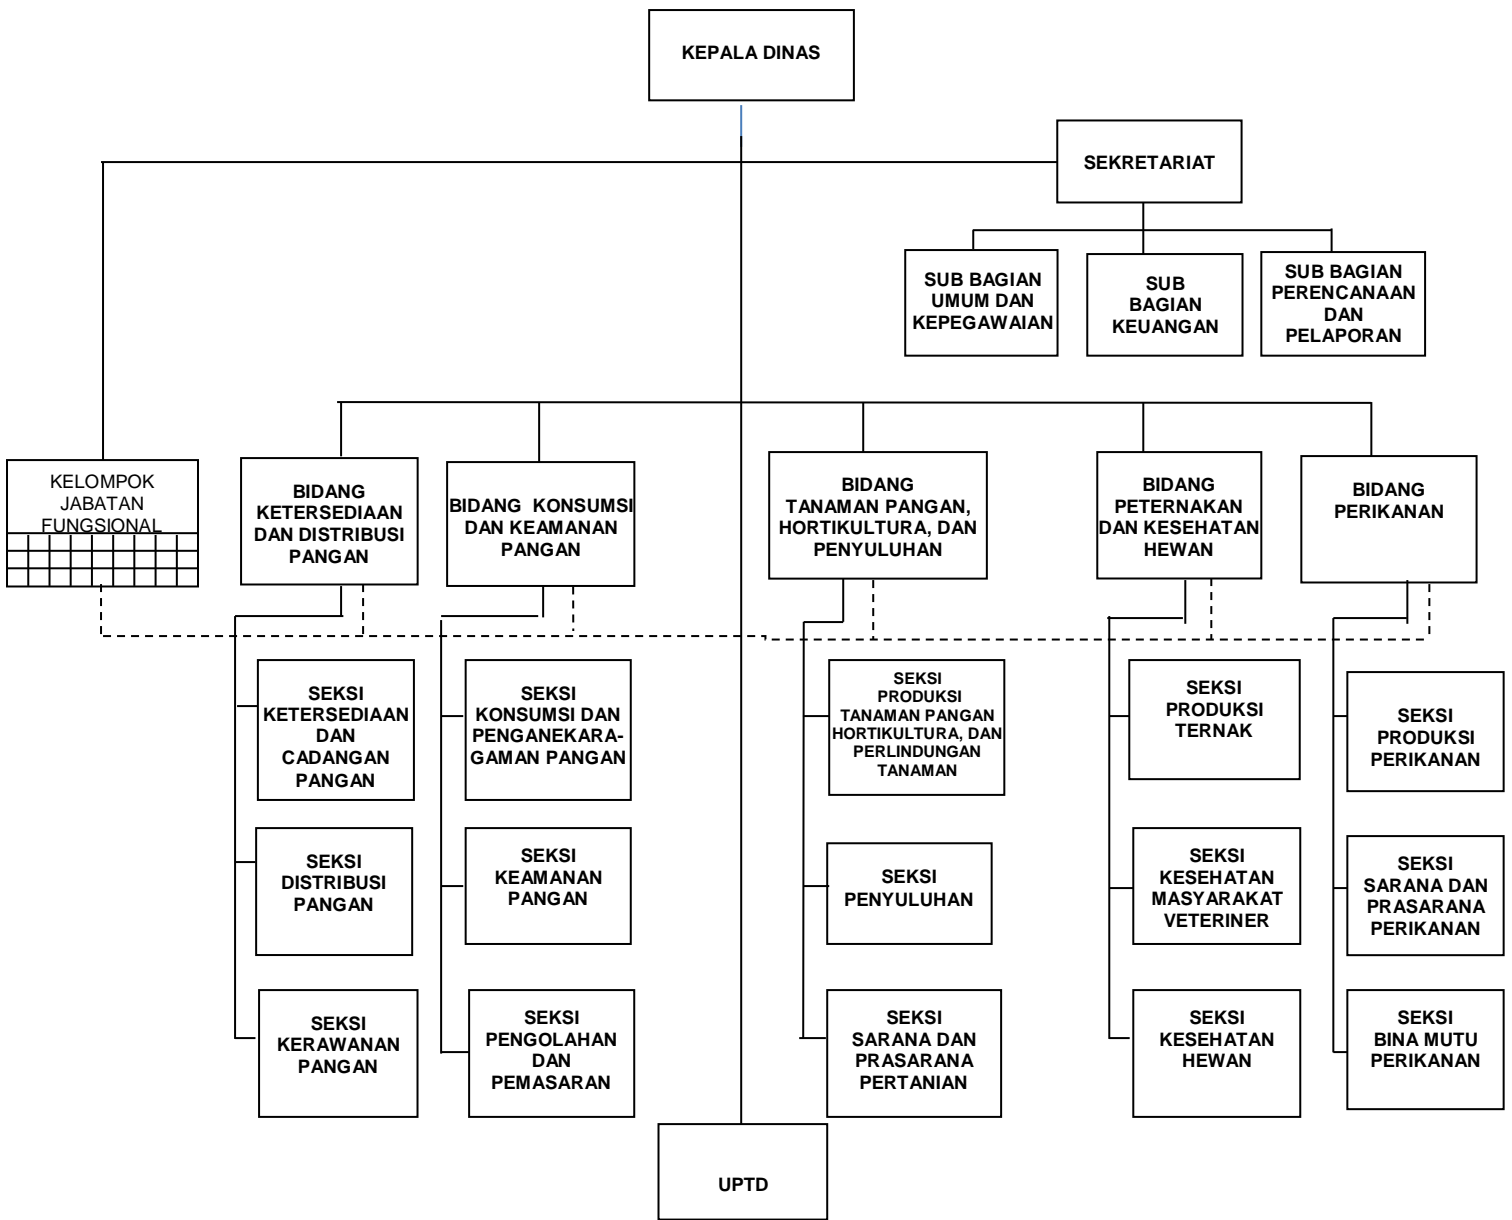 KEPALA DINAS
SEKRETARIAT
SUB BAGIAN
UMUM DAN
KEPEGAWAIAN
SUB
BAGIAN
KEUANGAN
SUB BAGIAN
PERENCANAAN
DAN
PELAPORAN
KELOMPOK
JABATAN
FUNGSIONAL
BIDANG
KETERSEDIAAN
DAN DISTRIBUSI
PANGAN
BIDANG KONSUMSI
DAN KEAMANAN
PANGAN
BIDANG
TANAMAN PANGAN,
HORTIKULTURA, DAN
PENYULUHAN
BIDANG
PETERNAKAN
DAN KESEHATAN
HEWAN
BIDANG
PERIKANAN
SEKSI
KETERSEDIAAN
DAN
CADANGAN
PANGAN
SEKSI
KONSUMSI DAN
PENGANEKARA-
GAMAN PANGAN
SEKSI
PRODUKSI
TANAMAN PANGAN
HORTIKULTURA, DAN
PERLINDUNGAN
TANAMAN
SEKSI
PRODUKSI
TERNAK
SEKSI
PRODUKSI
PERIKANAN
SEKSI
DISTRIBUSI
PANGAN
SEKSI
KEAMANAN
PANGAN
SEKSI
PENYULUHAN
SEKSI
KESEHATAN
MASYARAKAT
VETERINER
SEKSI
SARANA DAN
PRASARANA
PERIKANAN
SEKSI
KERAWANAN
PANGAN
SEKSI
PENGOLAHAN
DAN
PEMASARAN
SEKSI
SARANA DAN
PRASARANA
PERTANIAN
SEKSI
KESEHATAN
HEWAN
SEKSI
BINA MUTU
PERIKANAN
UPTD